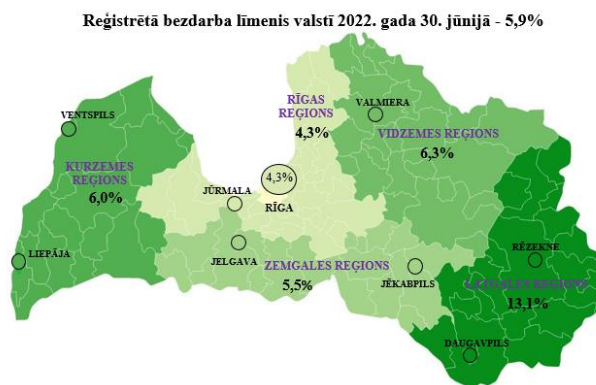 Reģistrētā bezdarba līmenis valstī 2022. gada 30. jūnijā - 5,9%
VENTSPILS
RĪGAS
REĢIONS
4,3%
VALMIERA
VIDZEMES REĢIONS
6,3%
KURZEMES
REĢIONS
6,0%
4,3%
JŪRMALA
RĪGA
LIEPĀJA
JELGAVA
ZEMGALES REĢIONS
5,5%
JĒKABPILS
RĒZEKNE
LATGALES REĢIONS
13,1%
DAUGAVPILS